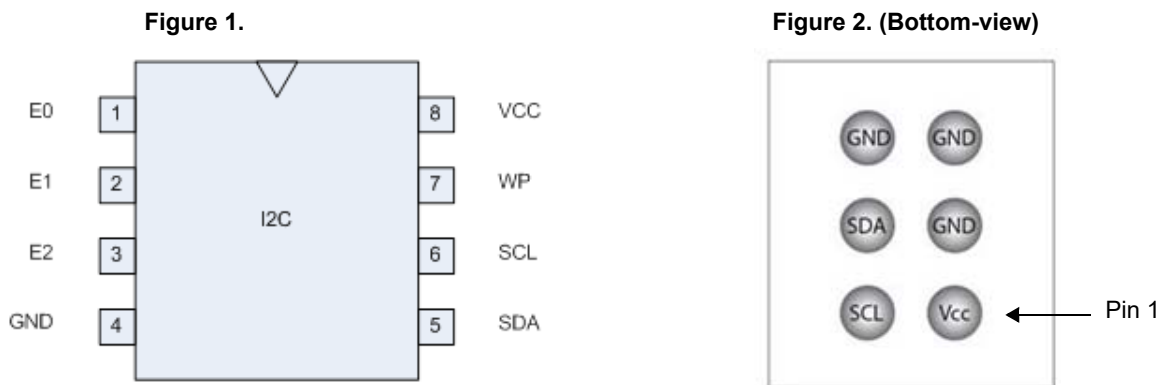 Figure 1.
E0 1 8 VCC
E1 2 7 WP
I2C
E2 3 6 SCL
GND 4 5 SDA
Figure 2. (Bottom-view)
GND GND
SDA GND
SCL Vcc Pin 1